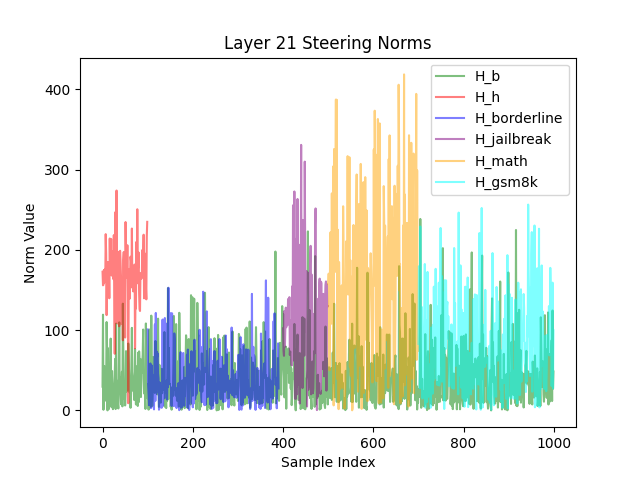 Layer 21 Steering Norms
Norm Value
400
300
200
100
0
H_b
H_h
H_borderline
H_jailbreak
H_math
H_gsm8k
0 200 400 600 800 1000
Sample Index